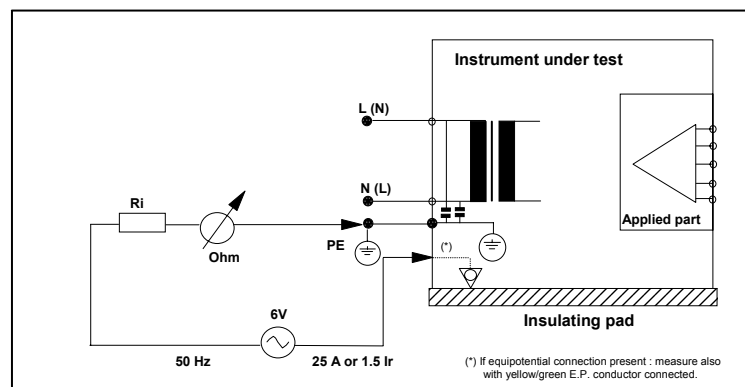 Instrument under test
L (N)
N (L)
Ri
Ohm
PE
(*)
Applied part
6V
50 Hz
25 A or 1.5 Ir
Insulating pad
(*) If equipotential connection present : measure also
with yellow/green E.P. conductor connected.